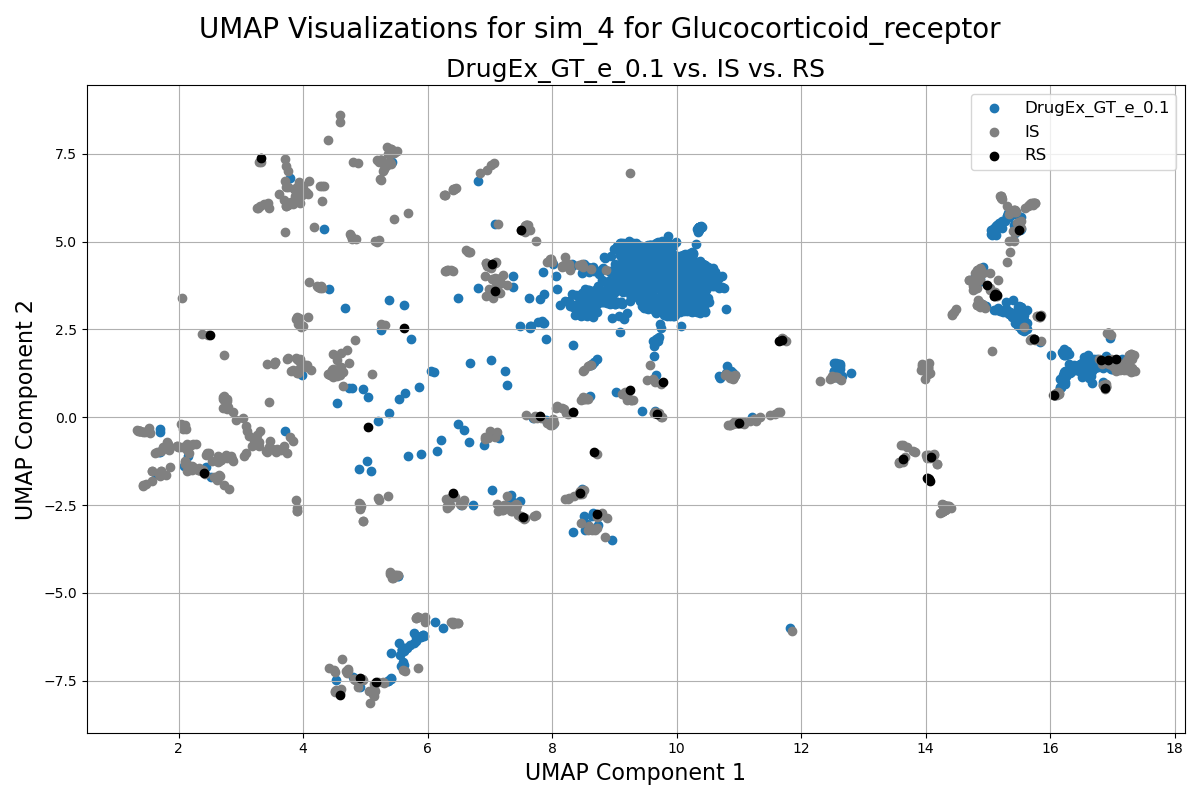 UMAP Visualizations for sim_4 for Glucocorticoid_receptor
DrugEx_GT_e_0.1 vs. IS vs. RS
DrugEx_GT_e_0.1
IS
RS
UMAP Component 2
7.5
5.0
2.5
0.0
−2.5
−5.0
−7.5
2 4 6 8 10 12 14 16 18
UMAP Component 1